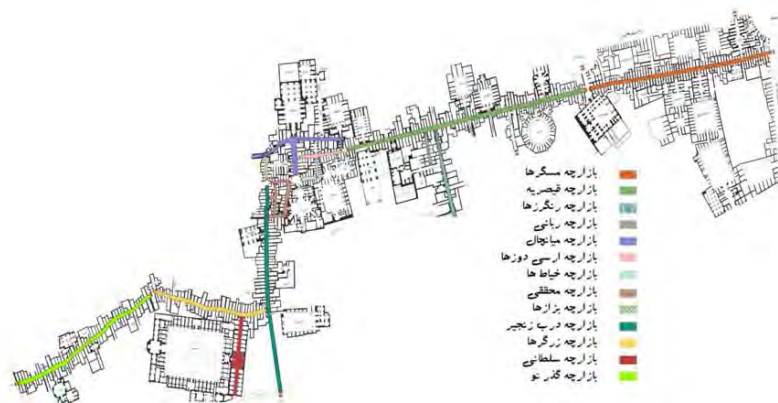 بازارچه مسگرها
بازارچه قیصریه
بازارچه رنگرزها
بازارچه ربانی
بازارچه میانچال
بازارچه ارسی دوزها
بازارچه خیاط ها
بازارچه محققی
بازارچه بزازها
بازارچه درب زنجیر
بازارچه زرگرها
بازارچه سلطانی
بازارچه گذر نو